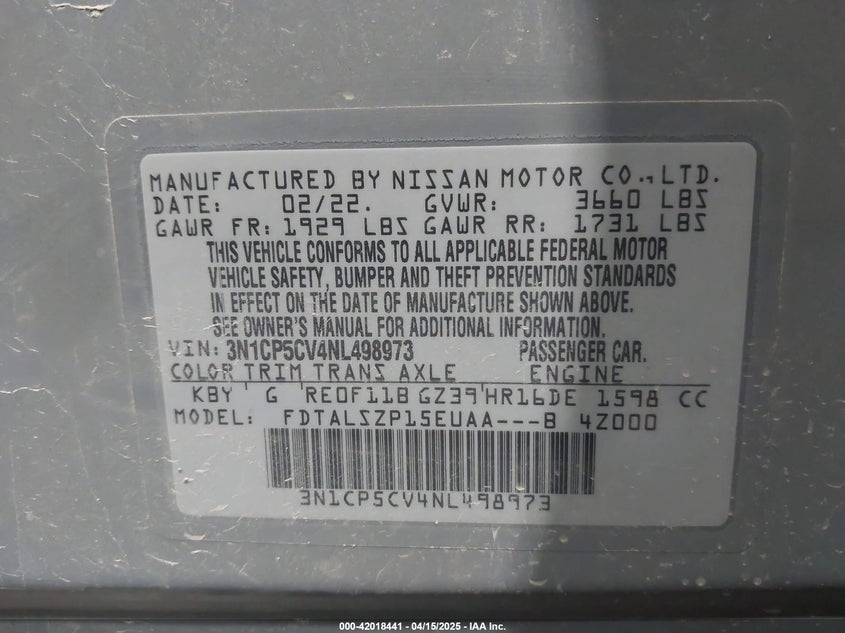 MANUFACTURED BY NISSAN MOTOR CO.,LTD.
DATE: 02/22. GVWR: 3660 LBS
GAWR FR: 1929 LBS GAWR RR: 1731 LBS
THIS VEHICLE CONFORMS TO ALL APPLICABLE FEDERAL MOTOR
VEHICLE SAFETY, BUMPER AND THEFT PREVENTION STANDARDS
IN EFFECT ON THE DATE OF MANUFACTURE SHOWN ABOVE.
SEE OWNER'S MANUAL FOR ADDITIONAL INFORMATION.
VIN: 3N1CP5CV4NL498973 PASSENGER CAR.
COLOR TRIM TRANS AXLE ENGINE
KBY G RE0F11B GZ39 HR16DE 1598 CC
MODEL: FDTALSZP15EUAA---B 4Z000
3N1CP5CV4NL498973
000-42018441 - 04/15/2025 - IAA Inc.